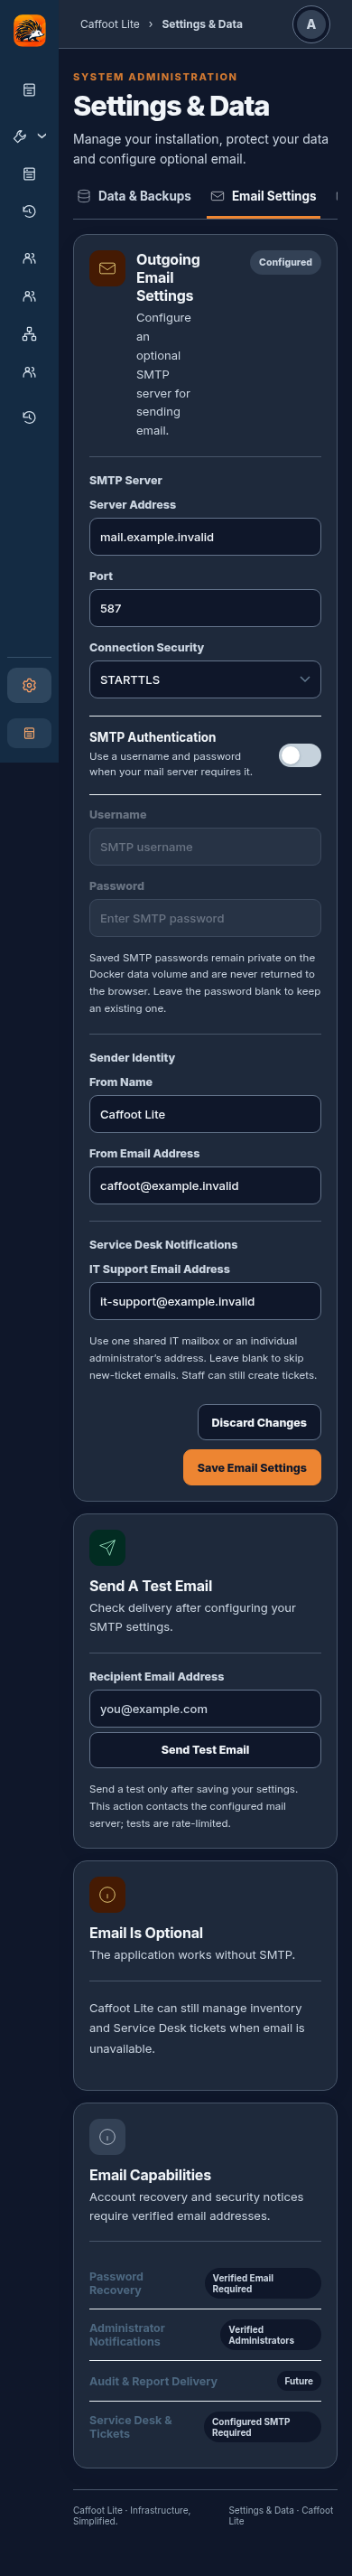 Caffoot Lite › Settings & Data
A
SYSTEM ADMINISTRATION
Settings & Data
Manage your installation, protect your data
and configure optional email.
Data & Backups
Email Settings
Outgoing
Email
Settings
Configured
Configure
an
optional
SMTP
server for
sending
email.
SMTP Server
Server Address
mail.example.invalid
Port
587
Connection Security
STARTTLS
SMTP Authentication
Use a username and password
when your mail server requires it.
Username
SMTP username
Password
Enter SMTP password
Saved SMTP passwords remain private on the
Docker data volume and are never returned to
the browser. Leave the password blank to keep
an existing one.
Sender Identity
From Name
Caffoot Lite
From Email Address
caffoot@example.invalid
Service Desk Notifications
IT Support Email Address
it-support@example.invalid
Use one shared IT mailbox or an individual
administrator's address. Leave blank to skip
new-ticket emails. Staff can still create tickets.
Discard Changes
Save Email Settings
Send A Test Email
Check delivery after configuring your
SMTP settings.
Recipient Email Address
you@example.com
Send Test Email
Send a test only after saving your settings.
This action contacts the configured mail
server; tests are rate-limited.
Email Is Optional
The application works without SMTP.
Caffoot Lite can still manage inventory
and Service Desk tickets when email is
unavailable.
Email Capabilities
Account recovery and security notices
require verified email addresses.
Password
Recovery
Verified Email
Required
Administrator
Notifications
Verified
Administrators
Audit & Report Delivery
Future
Service Desk &
Tickets
Configured SMTP
Required
Caffoot Lite · Infrastructure,
Simplified.
Settings & Data · Caffoot
Lite